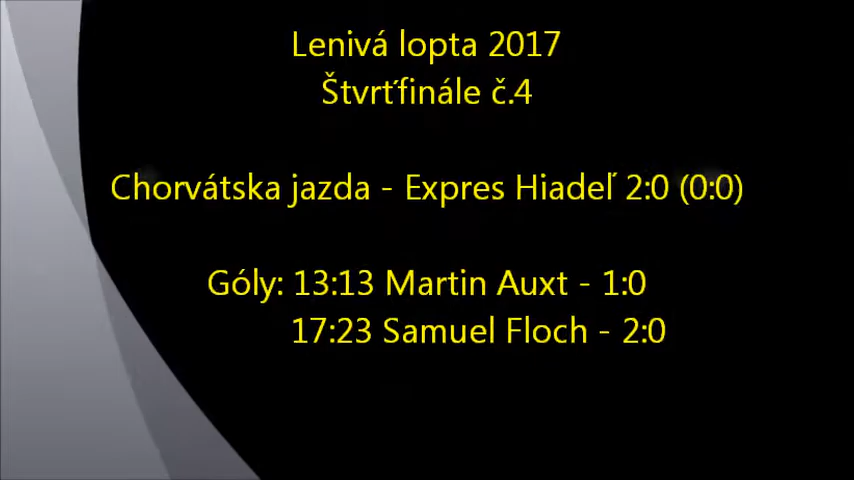 Lenivá lopta 2017
Štvrťfinále č.4
Chorvátska jazda - Expres Hiadeľ 2:0 (0:0)
Góly: 13:13 Martin Auxt - 1:0
17:23 Samuel Floch - 2:0